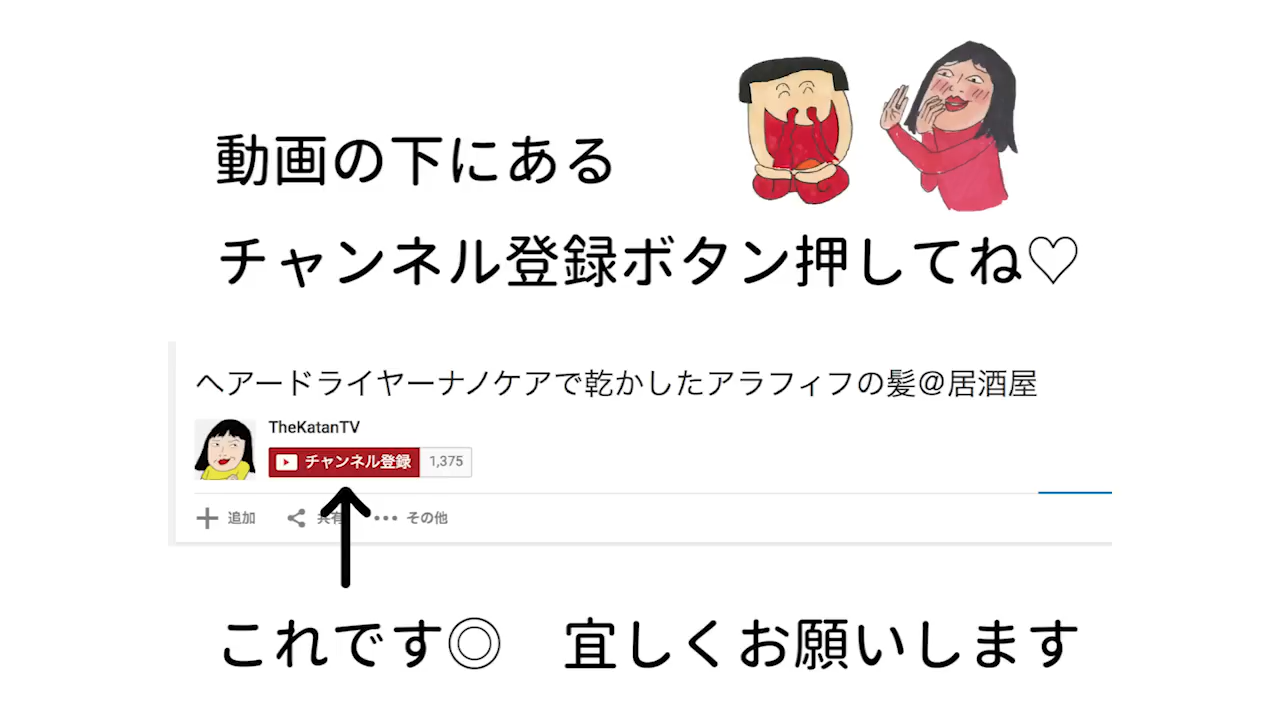 動画の下にある
チャンネル登録ボタン押してね♡
ヘアードライヤーナノケアで乾かしたアラフィフの髪@居酒屋
TheKatanTV
チャンネル登録 1,375
追加 共有 その他
これです◎ 宜しくお願いします